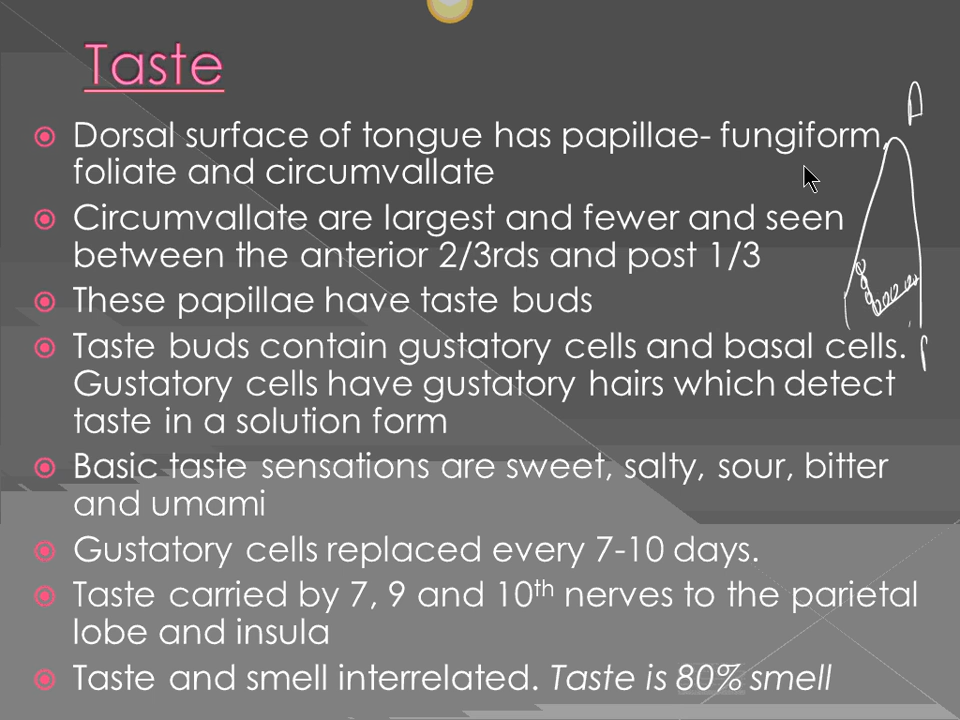 Taste
Dorsal surface of tongue has papillae- fungiform,
foliate and circumvallate
Circumvallate are largest and fewer and seen
between the anterior 2/3rds and post 1/3
These papillae have taste buds
Taste buds contain gustatory cells and basal cells.
Gustatory cells have gustatory hairs which detect
taste in a solution form
Basic taste sensations are sweet, salty, sour, bitter
and umami
Gustatory cells replaced every 7-10 days.
Taste carried by 7, 9 and 10th nerves to the parietal
lobe and insula
Taste and smell interrelated. Taste is 80% smell